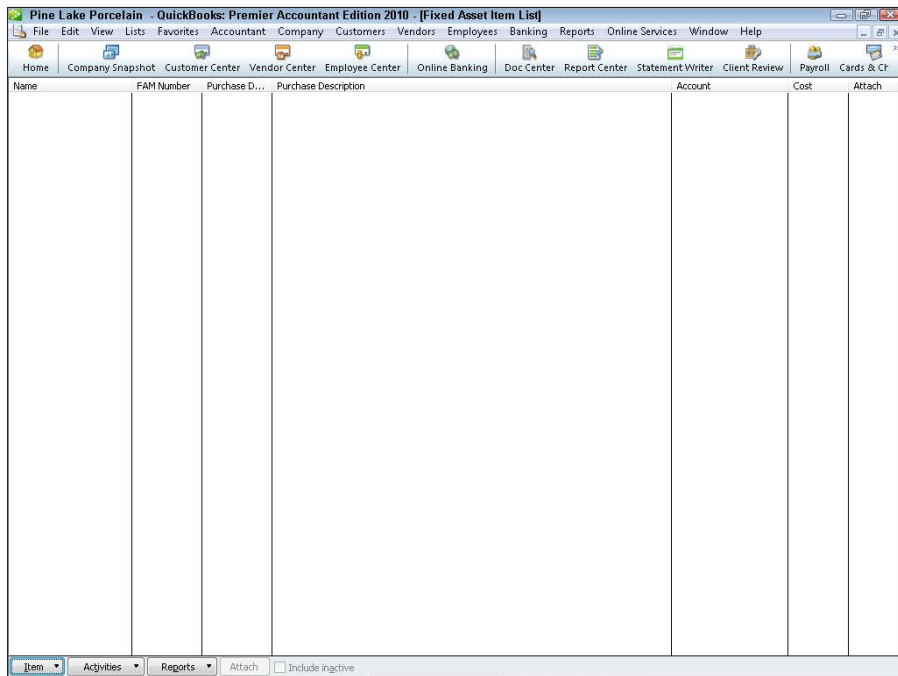 Pine Lake Porcelain - QuickBooks: Premier Accountant Edition 2010 - [Fixed Asset Item List]
File Edit View Lists Favorites Accountant Company Customers Vendors Employees Banking Reports Online Services Window Help
Home Company Snapshot Customer Center Vendor Center Employee Center Online Banking Doc Center Report Center Statement Writer Client Review Payroll Cards & Ch
Name FAM Number Purchase D... Purchase Description Account Cost Attach
Item Activities Reports Attach Include inactive